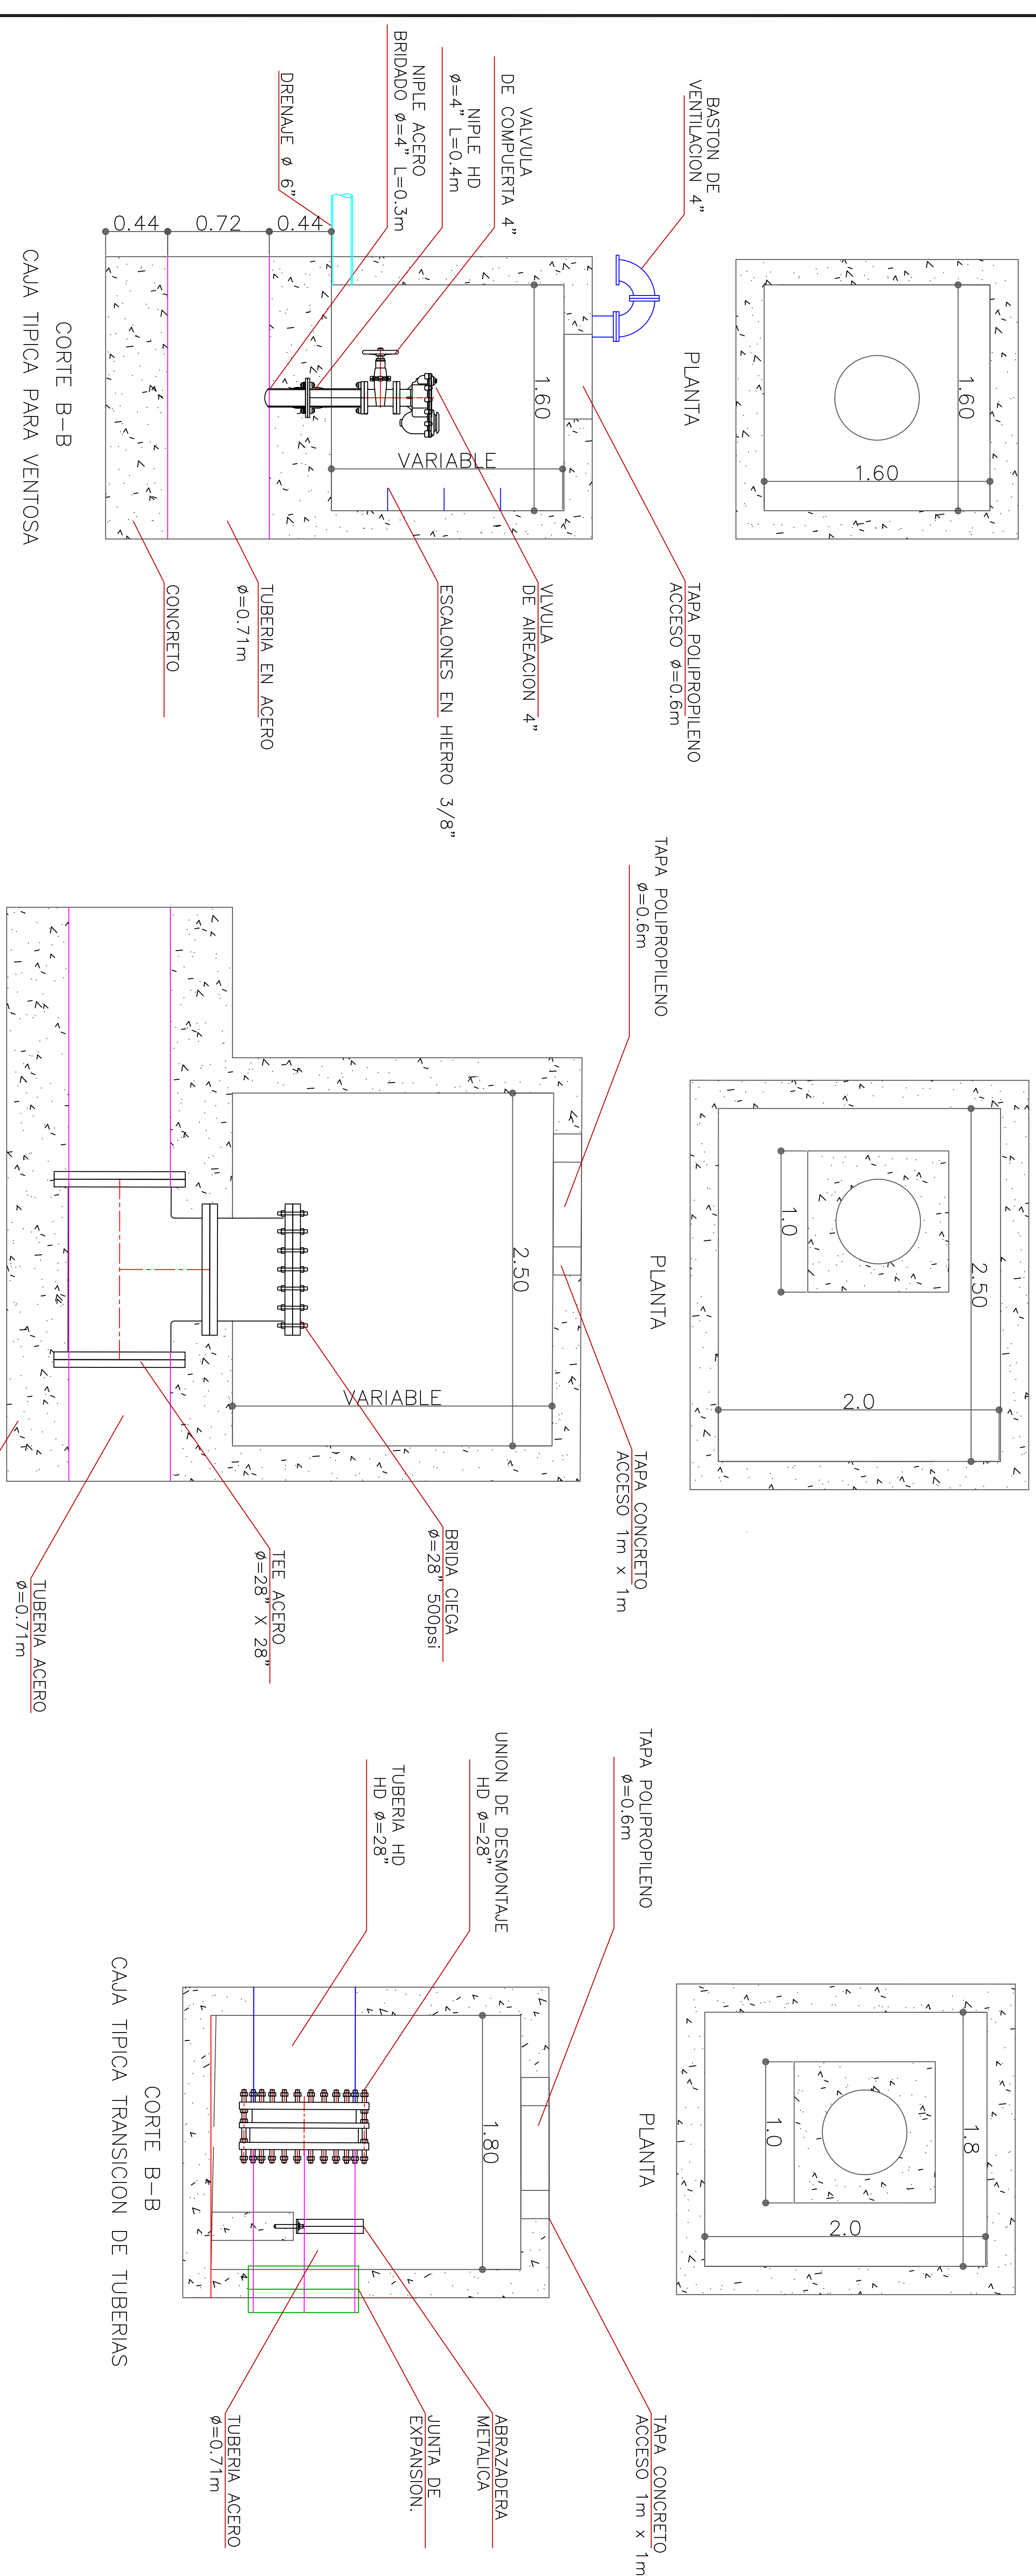 PLANTA
1.60
1.60
BASTON DE
VENTILACION 4"
VALVULA
DE COMPUERTA 4"
NIPLE HD
Ø=4" L=0.4m
NIPLE ACERO
BRIDADO Ø=4" L=0.3m
DRENAJE Ø 6"
0.44
0.72
0.44
1.60
VARIABLE
TAPA POLIPROPILENO
ACCESO Ø=0.6m
VLVULA
DE AIREACION 4"
ESCALONES EN HIERRO 3/8"
TUBERIA EN ACERO
Ø=0.71m
CONCRETO
CORTE B-B
CAJA TIPICA PARA VENTOSA
2.50
1.0
2.0
PLANTA
TAPA POLIPROPILENO
Ø=0.6m
2.50
VARIABLE
TAPA CONCRETO
ACCESO 1m x 1m
BRIDA CIEGA
Ø=28" 500psi
TEE ACERO
Ø=28" X 28"
TUBERIA ACERO
Ø=0.71m
1.8
1.0
2.0
PLANTA
TAPA POLIPROPILENO
Ø=0.6m
UNION DE DESMONTAJE
HD Ø=28"
TUBERIA HD
HD Ø=28"
1.80
TAPA CONCRETO
ACCESO 1m x 1m
ABRAZADERA
METALICA
JUNTA DE
EXPANSION.
TUBERIA ACERO
Ø=0.71m
CORTE B-B
CAJA TIPICA TRANSICION DE TUBERIAS